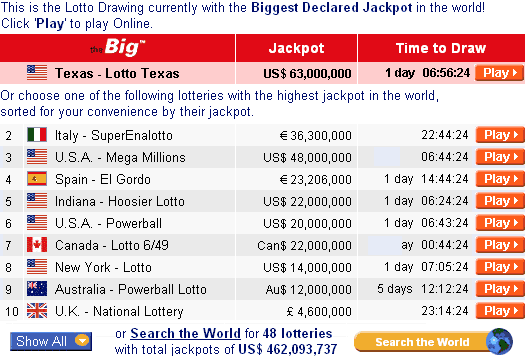 This is the Lotto Drawing currently with the Biggest Declared Jackpot in the world!
Click 'Play' to play Online.
the Big™ Jackpot Time to Draw
Texas - Lotto Texas US$ 63,000,000 1 day 06:56:24 Play
Or choose one of the following lotteries with the highest jackpot in the world,
sorted for your convenience by their jackpot.
2 Italy - SuperEnalotto € 36,300,000 22:44:24 Play
3 U.S.A. - Mega Millions US$ 48,000,000 06:44:24 Play
4 Spain - El Gordo € 23,206,000 1 day 14:44:24 Play
5 Indiana - Hoosier Lotto US$ 22,000,000 1 day 06:24:24 Play
6 U.S.A. - Powerball US$ 20,000,000 1 day 06:43:24 Play
7 Canada - Lotto 6/49 Can$ 22,000,000 ay 00:44:24 Play
8 New York - Lotto US$ 14,000,000 1 day 07:05:24 Play
9 Australia - Powerball Lotto Au$ 12,000,000 5 days 12:12:24 Play
10 U.K. - National Lottery £ 4,600,000 23:14:24 Play
Show All or Search the World for 48 lotteries Search the World
with total jackpots of US$ 462,093,737